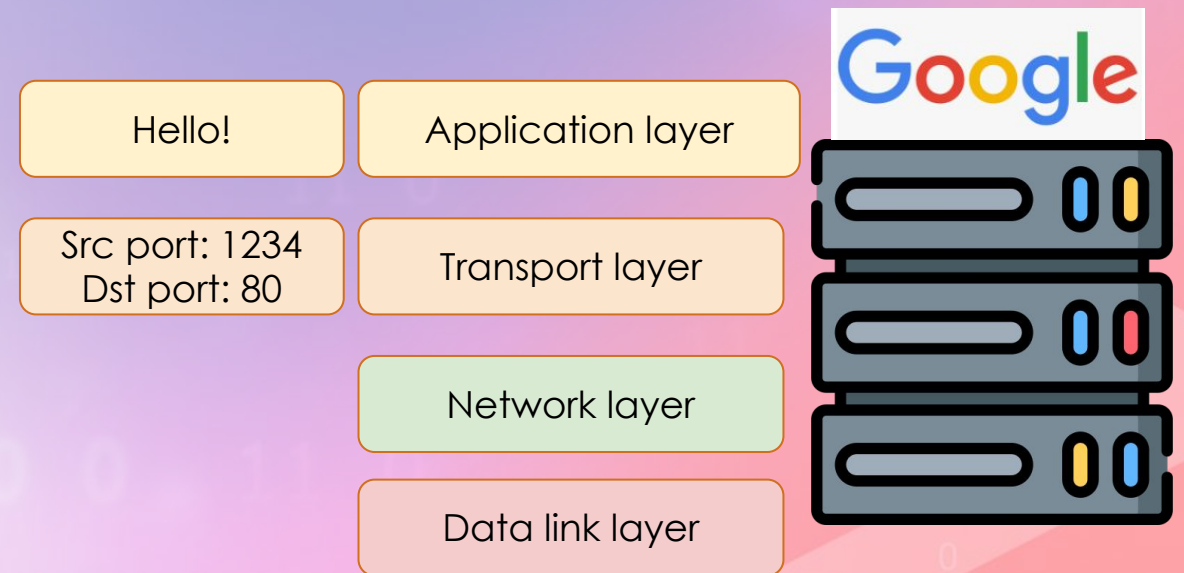 Google
Hello!
Application layer
Src port: 1234
Dst port: 80
Transport layer
Network layer
Data link layer